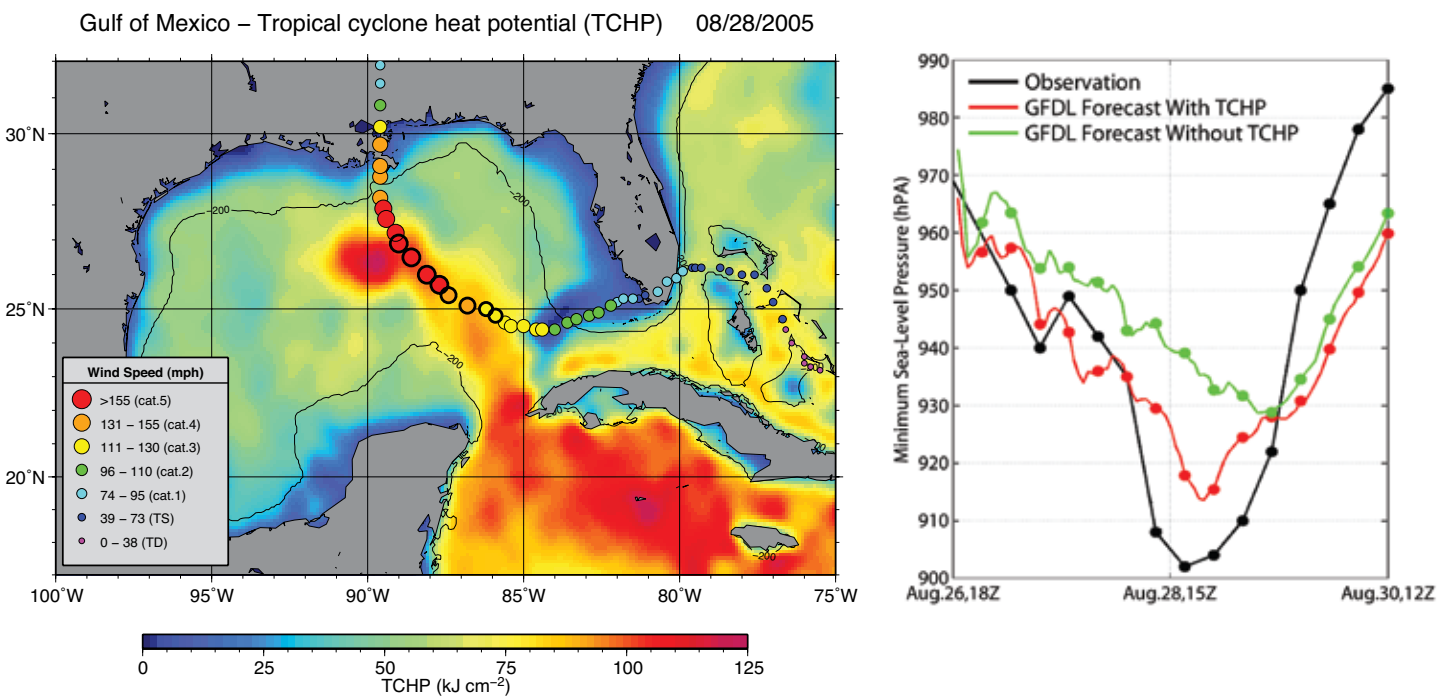 Gulf of Mexico – Tropical cyclone heat potential (TCHP) 08/28/2005
30˚N
25˚N
20˚N
-200
-200
-200
-200
Wind Speed (mph)
>155 (cat.5)
131 – 155 (cat.4)
111 – 130 (cat.3)
96 – 110 (cat.2)
74 – 95 (cat.1)
39 – 73 (TS)
0 – 38 (TD)
100˚W 95˚W 90˚W 85˚W 80˚W 75˚W
0 25 50 75 100 125
TCHP (kJ cm⁻²)
990
980
970
960
950
940
930
920
910
900
Minimum Sea-Level Pressure (hPA)
Observation
GFDL Forecast With TCHP
GFDL Forecast Without TCHP
Aug.26,18Z Aug.28,15Z Aug.30,12Z